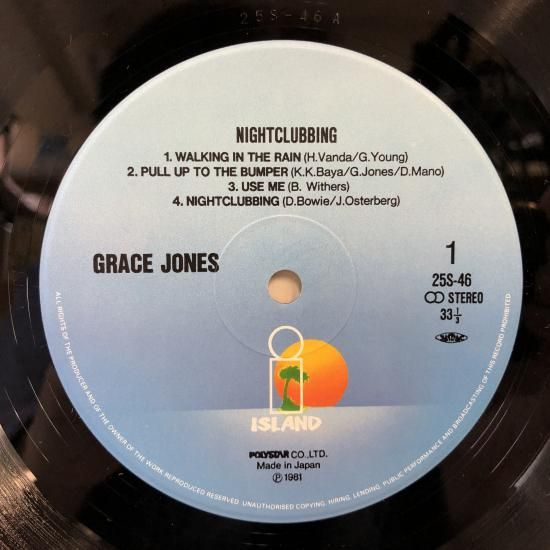 25S-46 A
NIGHTCLUBBING
1. WALKING IN THE RAIN (H.Vanda/G.Young)
2. PULL UP TO THE BUMPER (K.K.Baya/G.Jones/D.Mano)
3. USE ME (B. Withers)
4. NIGHTCLUBBING (D.Bowie/J.Osterberg)
GRACE JONES
1
25S-46
STEREO
33 1/3
i
ISLAND
POLYSTAR CO.,LTD.
Made in Japan
Ⓟ 1981
ALL RIGHTS OF THE PRODUCER AND OF THE OWNER OF THE WORK REPRODUCED RESERVED UNAUTHORISED COPYING, HIRING, LENDING, PUBLIC PERFORMANCE AND BROADCASTING OF THIS RECORD PROHIBITED